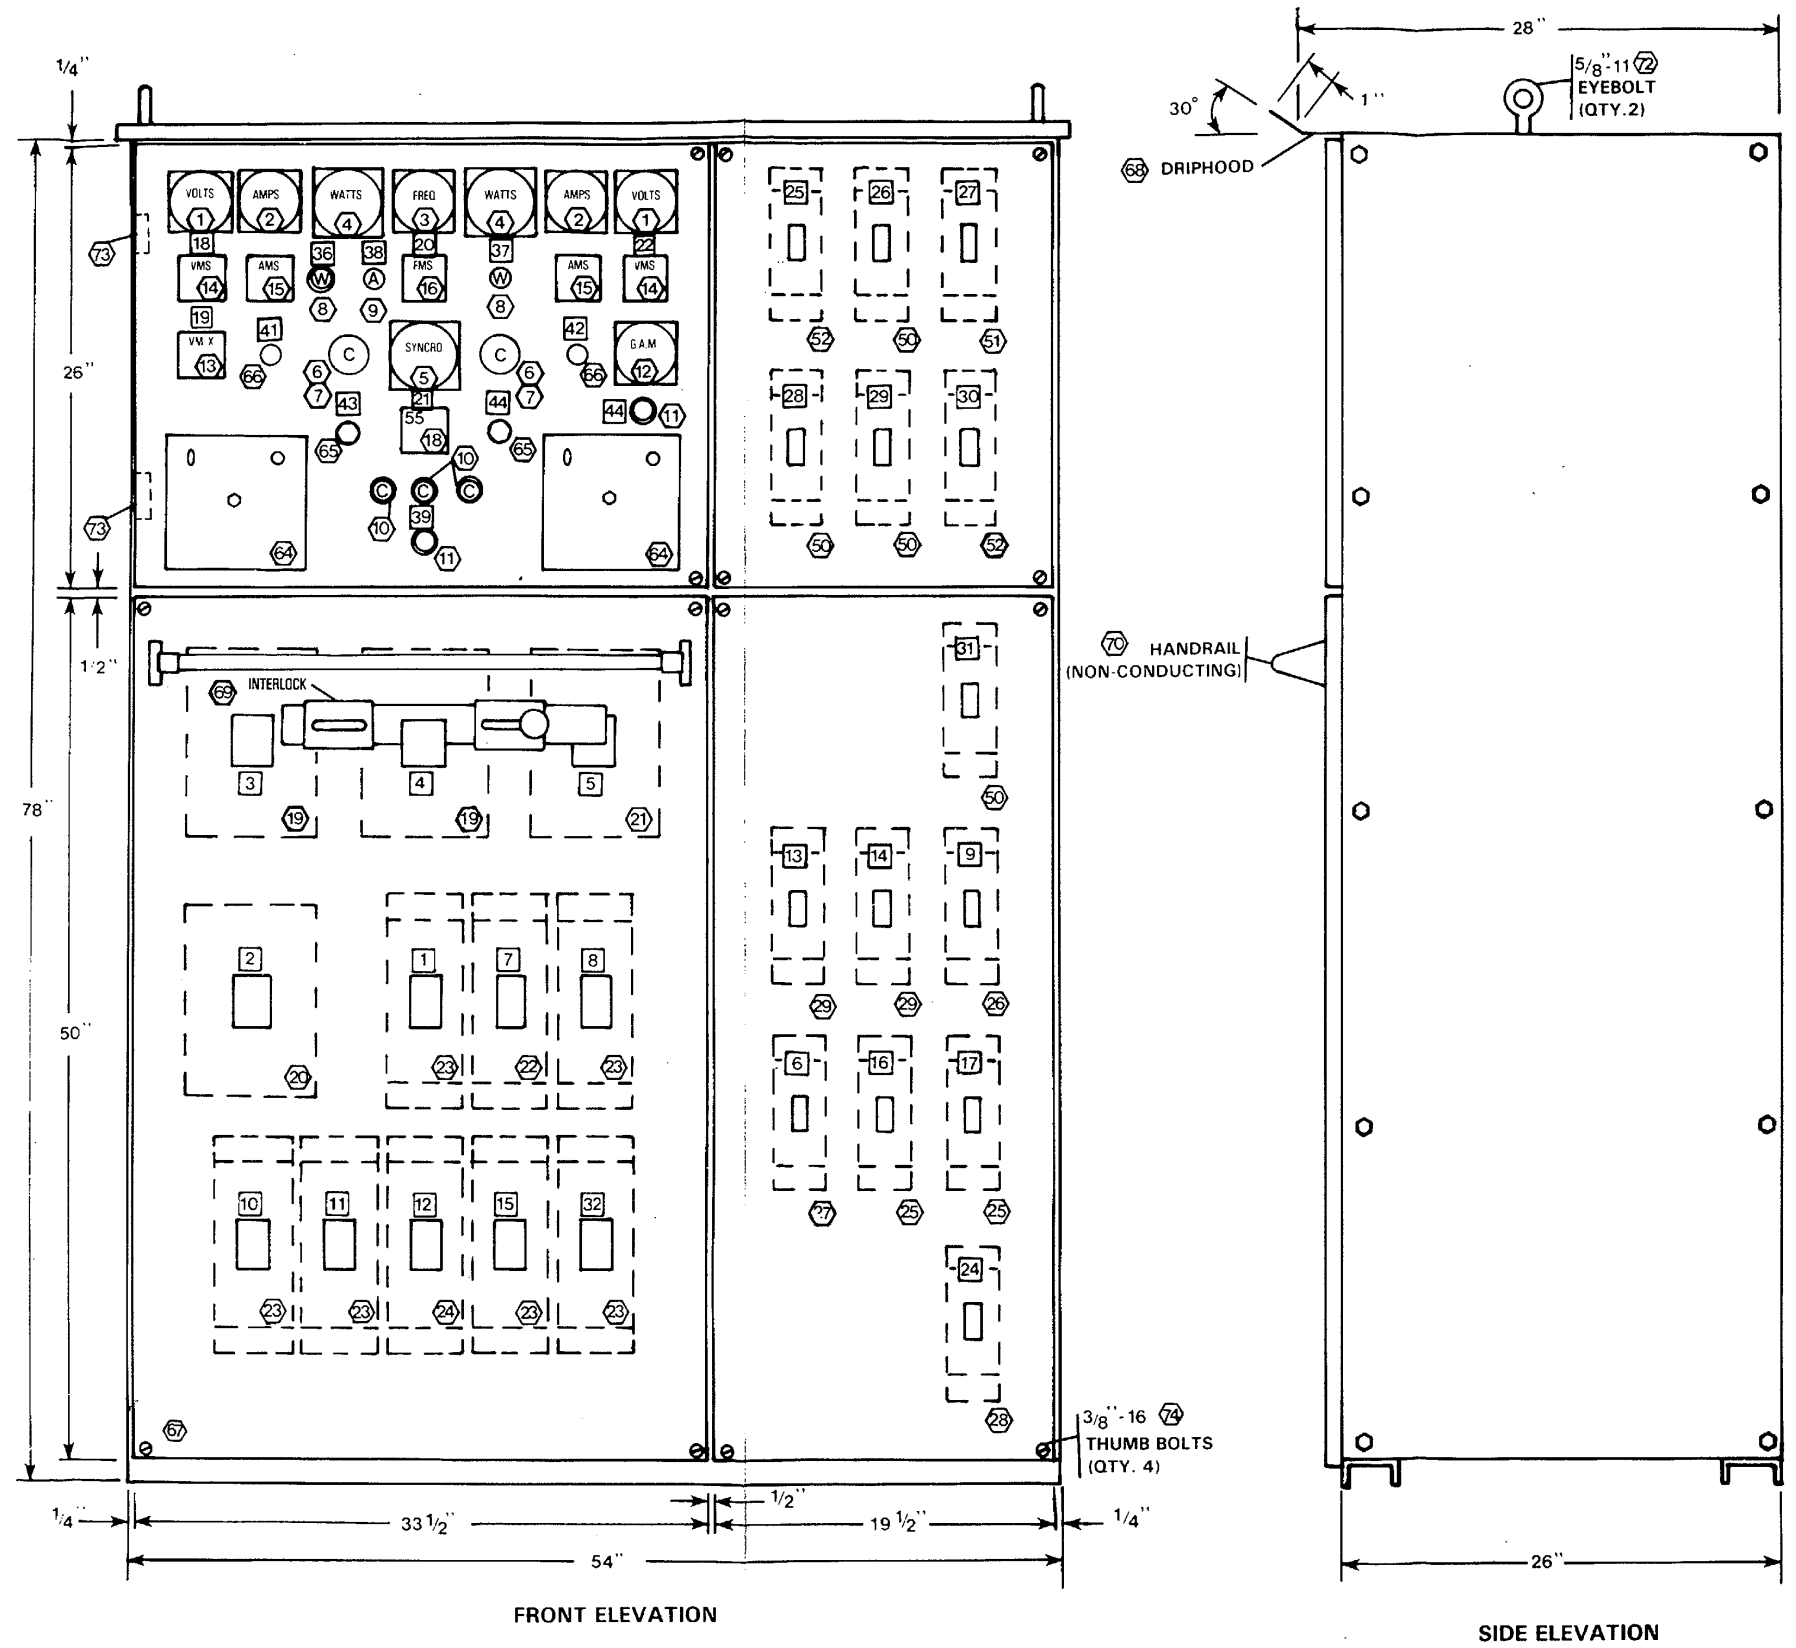 28"
1/4"
5/8"-11 72
EYEBOLT
(QTY.2)
30°
1"
68 DRIPHOOD
VOLTS AMPS WATTS FREQ WATTS AMPS VOLTS
1 2 4 3 4 2 1
25 26 27
18 36 38 20 37 22
73
VMS AMS W A FMS W AMS VMS
14 15 16 15 14
8 9 8
19 41 42
VM X C SYNCRO C G.A.M
13 66 6 5 6 66 12
52 50 51
26"
7 7
43 21 44 44 11
55
18
28 29 30
65 65
10
C C C
73
10 39
64 11 64
50 50 52
1/2"
31
70 HANDRAIL
(NON-CONDUCTING)
69 INTERLOCK
3 4 5
19 19 21
50
78"
13 14 9
2 1 7 8
29 29 26
50"
20 23 22 23
6 16 17
10 11 12 15 32
27 25 25
24
23 23 24 23 23
67
28
3/8"-16 74
THUMB BOLTS
(QTY. 4)
1/4" 33 1/2" 1/2" 19 1/2" 1/4"
54"
26"
FRONT ELEVATION
SIDE ELEVATION